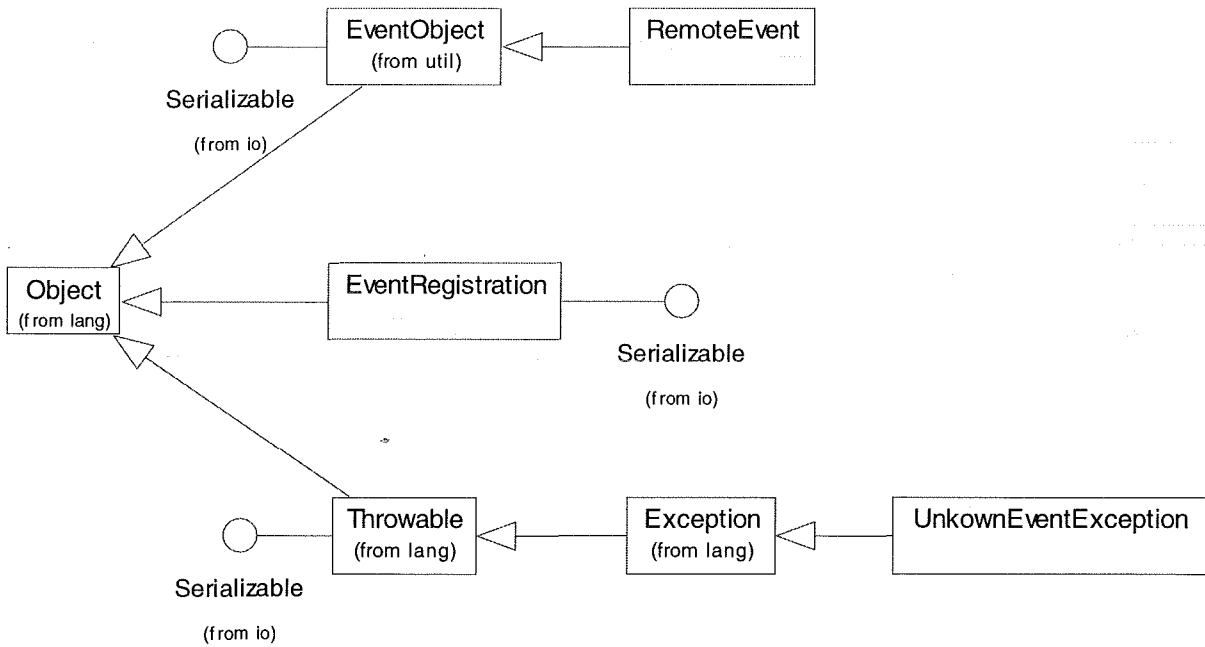 EventObject
(from util)
RemoteEvent
Serializable
(from io)
Object
(from lang)
EventRegistration
Serializable
(from io)
Throwable
(from lang)
Exception
(from lang)
UnkownEventException
Serializable
(from io)